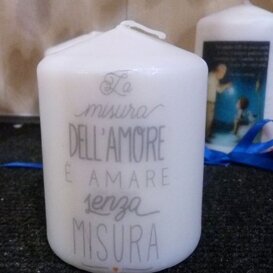 La
misura
DELL'AMORE
È AMARE
senza
MISURA